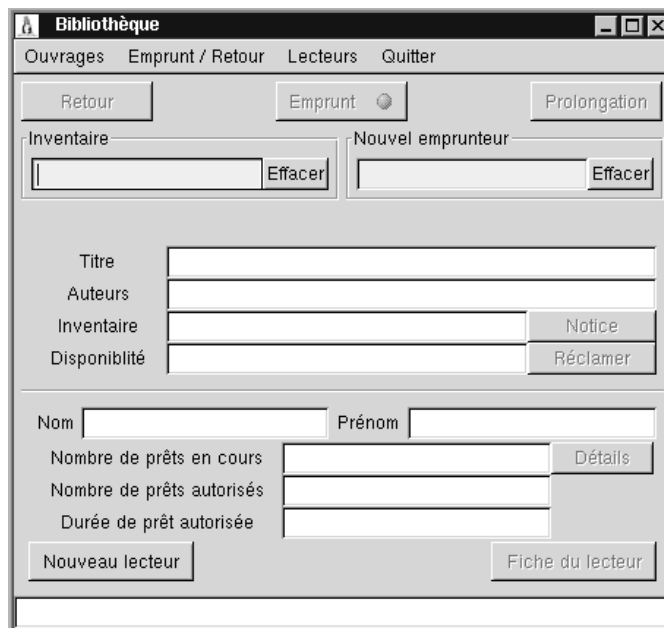 Bibliothèque
Ouvrages Emprunt / Retour Lecteurs Quitter
Retour Emprunt Prolongation
Inventaire Nouvel emprunteur
Effacer Effacer
Titre
Auteurs
Inventaire Notice
Disponiblité Réclamer
Nom Prénom
Nombre de prêts en cours Détails
Nombre de prêts autorisés
Durée de prêt autorisée
Nouveau lecteur Fiche du lecteur